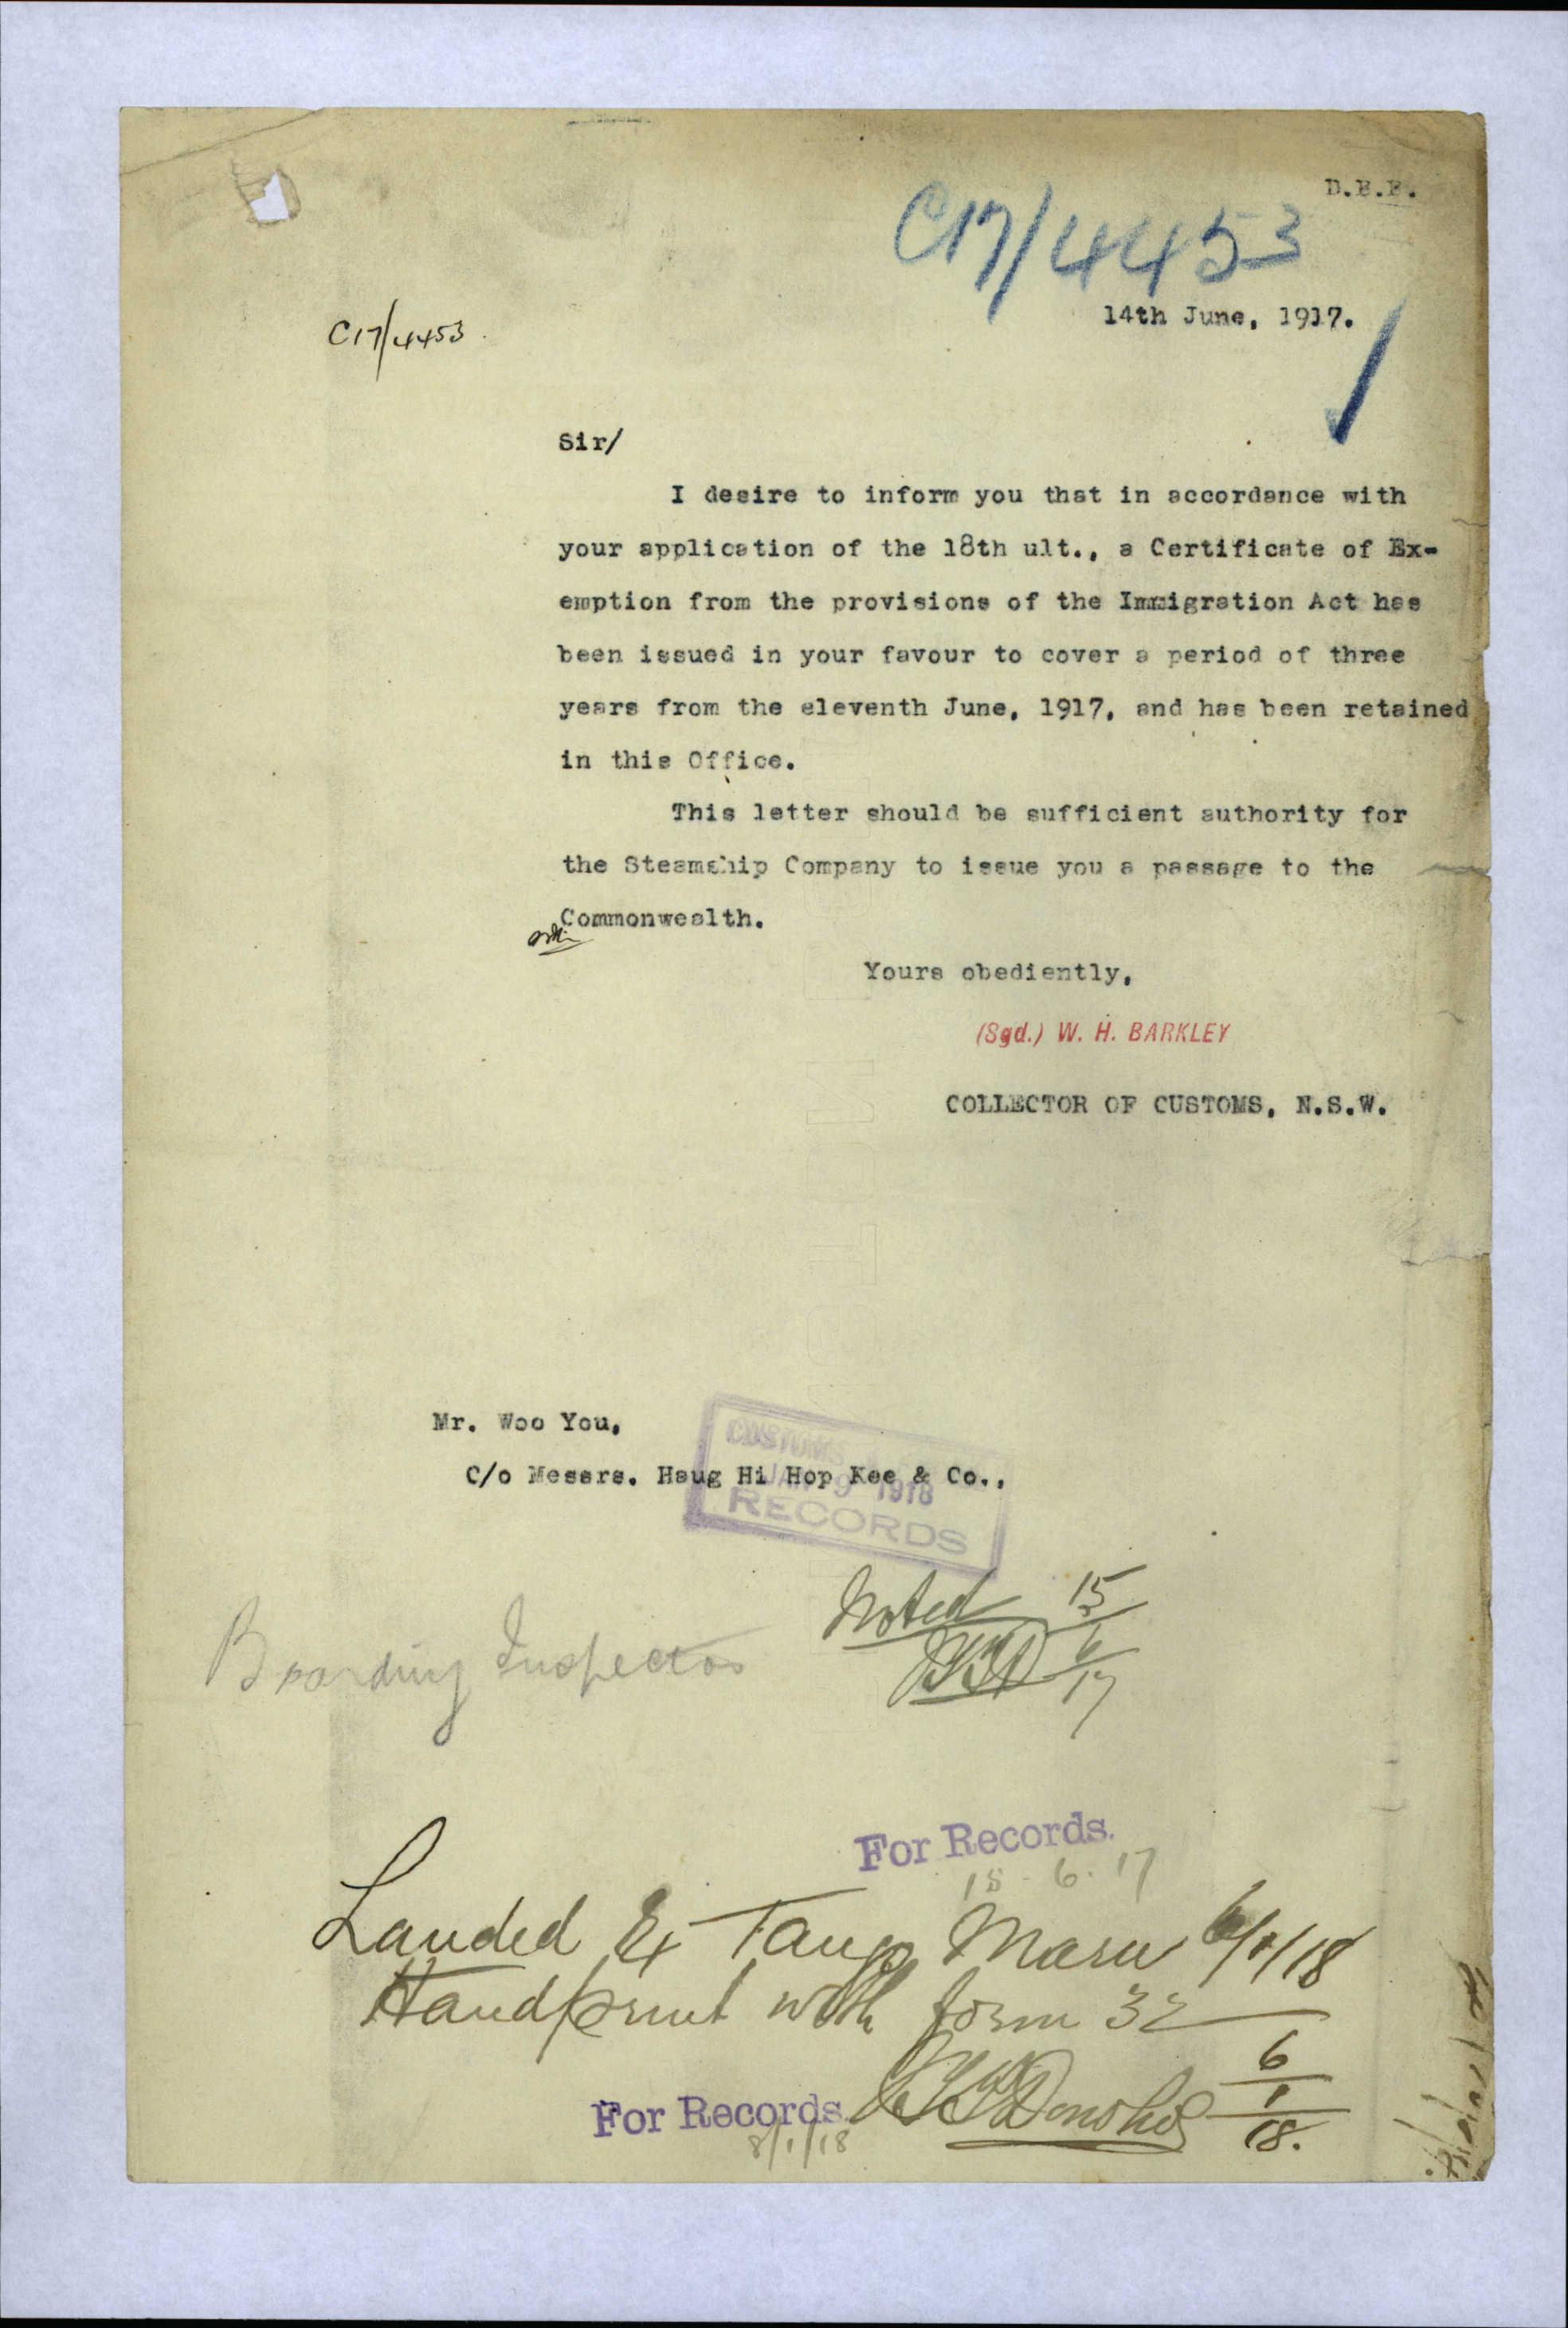 D.E.F.
C17/4453
14th June, 1917.
C17/4453.
Sir/
I desire to inform you that in accordance with
your application of the 18th ult., a Certificate of Ex-
emption from the provisions of the Immigration Act has
been issued in your favour to cover a period of three
years from the eleventh June, 1917, and has been retained
in this Office.
This letter should be sufficient authority for
the Steamship Company to issue you a passage to the
Commonwealth.
Yours obediently,
(Sgd.) W. H. BARKLEY
COLLECTOR OF CUSTOMS, N.S.W.
Mr. Woo You,
C/o Messrs. Haug Hi Hop Kee & Co.,
CUSTOMS
JAN 9 1918
RECORDS
Noted 15/6/17
Boarding Inspector
For Records.
18-6-17
Landed Ex Tango Maru 6/1/18
Handprint with form 32
Donohoe 6/1/18.
For Records.
8/1/18